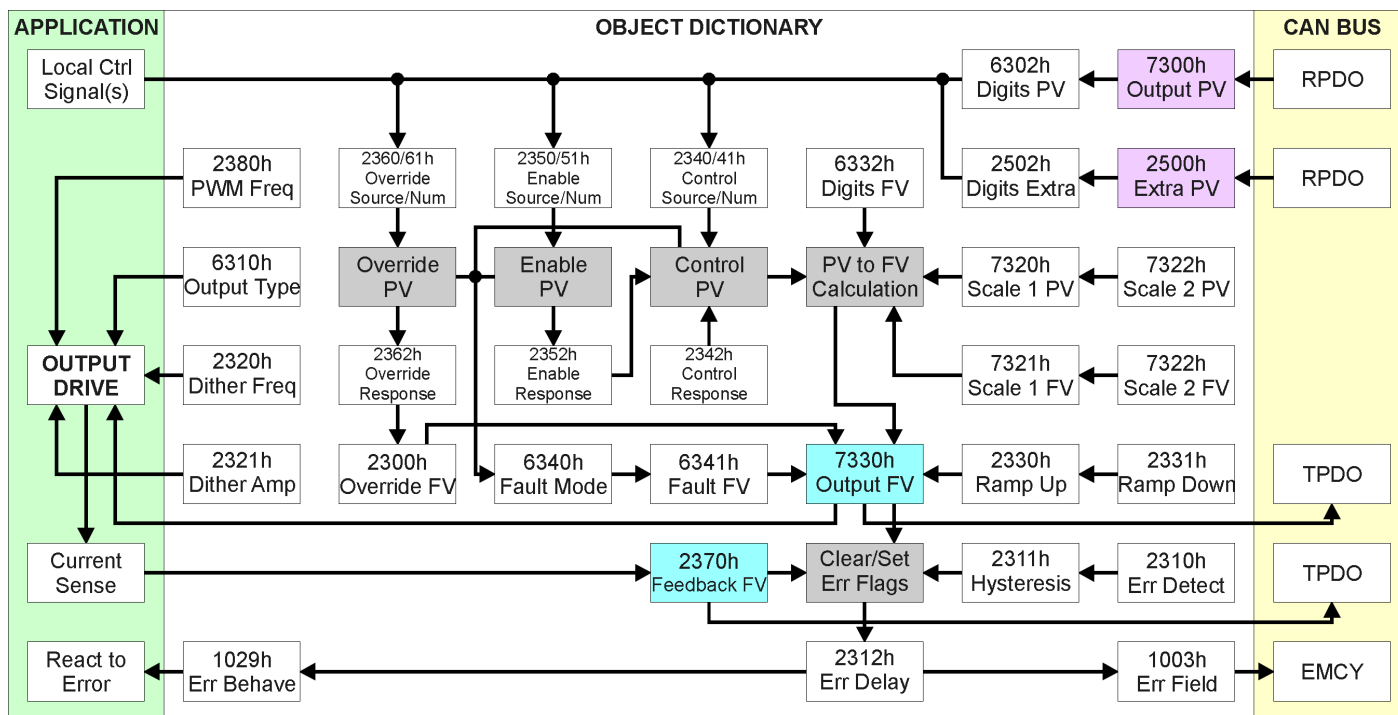 APPLICATION
OBJECT DICTIONARY
CAN BUS
Local Ctrl
Signal(s)
6302h
Digits PV
7300h
Output PV
RPDO
2380h
PWM Freq
2360/61h
Override
Source/Num
2350/51h
Enable
Source/Num
2340/41h
Control
Source/Num
6332h
Digits FV
2502h
Digits Extra
2500h
Extra PV
RPDO
6310h
Output Type
Override
PV
Enable
PV
Control
PV
PV to FV
Calculation
7320h
Scale 1 PV
7322h
Scale 2 PV
OUTPUT
DRIVE
2320h
Dither Freq
2362h
Override
Response
2352h
Enable
Response
2342h
Control
Response
7321h
Scale 1 FV
7322h
Scale 2 FV
2321h
Dither Amp
2300h
Override FV
6340h
Fault Mode
6341h
Fault FV
7330h
Output FV
2330h
Ramp Up
2331h
Ramp Down
TPDO
Current
Sense
2370h
Feedback FV
Clear/Set
Err Flags
2311h
Hysteresis
2310h
Err Detect
TPDO
React to
Error
1029h
Err Behave
2312h
Err Delay
1003h
Err Field
EMCY